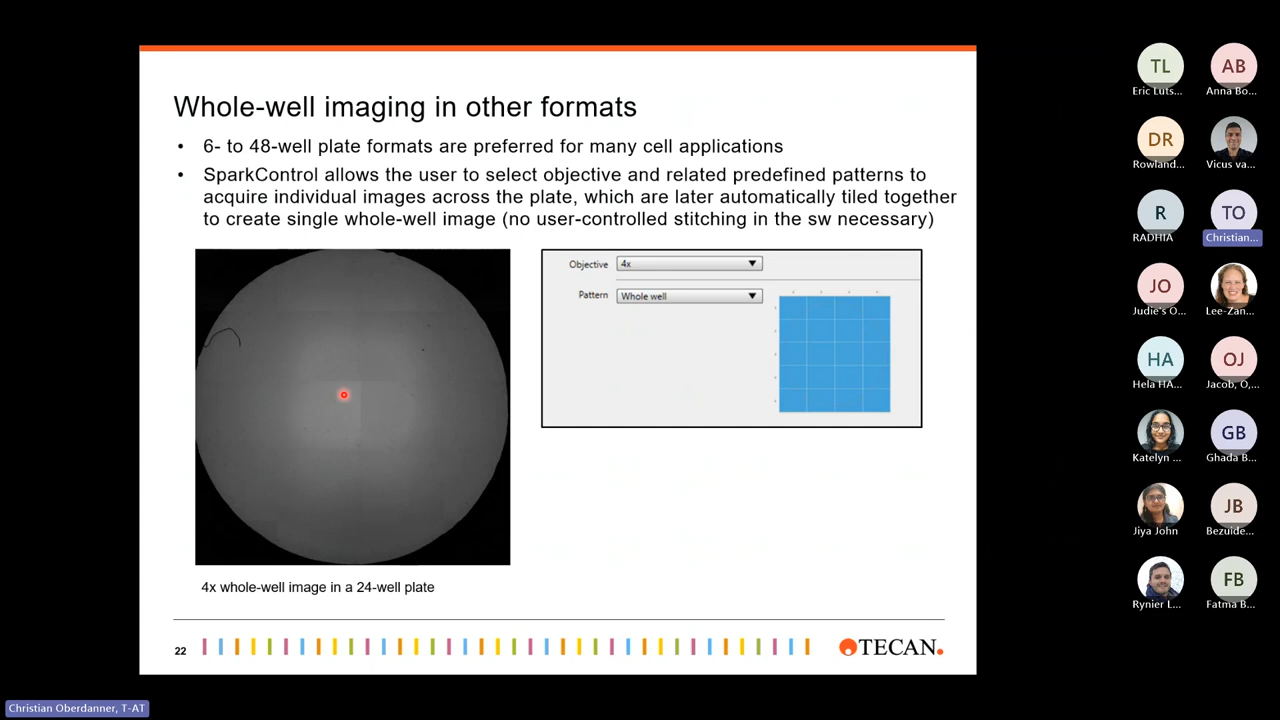 Whole-well imaging in other formats
• 6- to 48-well plate formats are preferred for many cell applications
• SparkControl allows the user to select objective and related predefined patterns to
acquire individual images across the plate, which are later automatically tiled together
to create single whole-well image (no user-controlled stitching in the sw necessary)
Objective 4x
Pattern Whole well
4x whole-well image in a 24-well plate
22
TECAN.
TL AB
Eric Luts... Anna Bo...
DR
Rowland... Vicus va...
R TO
RADHIA Christian...
JO
Judie's O... Lee-Zan...
HA OJ
Hela HA... Jacob, O,...
GB
Katelyn ... Ghada B...
JB
Jiya John Bezuide...
FB
Rynier L... Fatma B...
Christian Oberdanner, T-AT